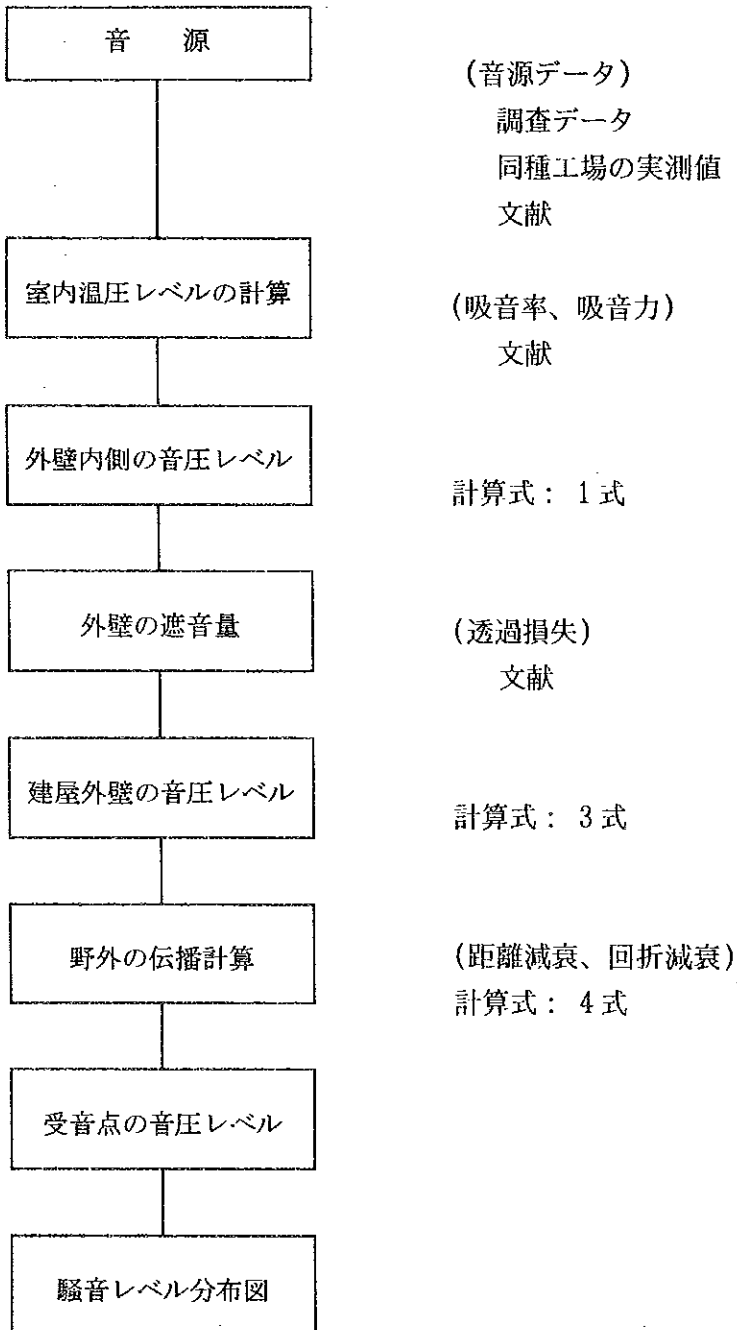 音　源
(音源データ)
調査データ
同種工場の実測値
文献
室内温圧レベルの計算
(吸音率、吸音力)
文献
外壁内側の音圧レベル
計算式： 1式
外壁の遮音量
(透過損失)
文献
建屋外壁の音圧レベル
計算式： 3式
野外の伝播計算
(距離減衰、回折減衰)
計算式： 4式
受音点の音圧レベル
騒音レベル分布図